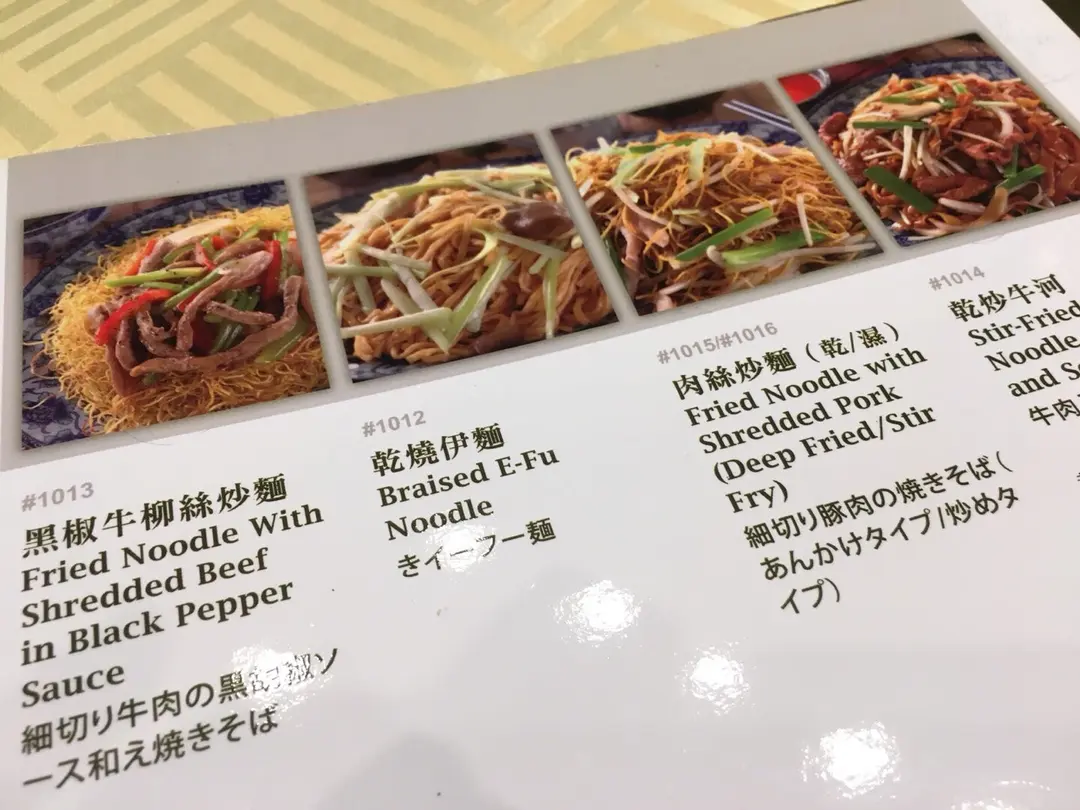 #1013
黑椒牛柳絲炒麵
Fried Noodle With
Shredded Beef
in Black Pepper
Sauce
細切り牛肉の黒胡椒ソ
ース和え焼きそば
#1012
乾燒伊麵
Braised E-Fu
Noodle
きイーフー麺
#1015/#1016
肉絲炒麵（乾/濕）
Fried Noodle with
Shredded Pork
(Deep Fried/Stir
Fry)
細切り豚肉の焼きそば(
あんかけタイプ/炒めタ
イプ)
#1014
乾炒牛河
Stir-Fried
Noodle
and
牛肉